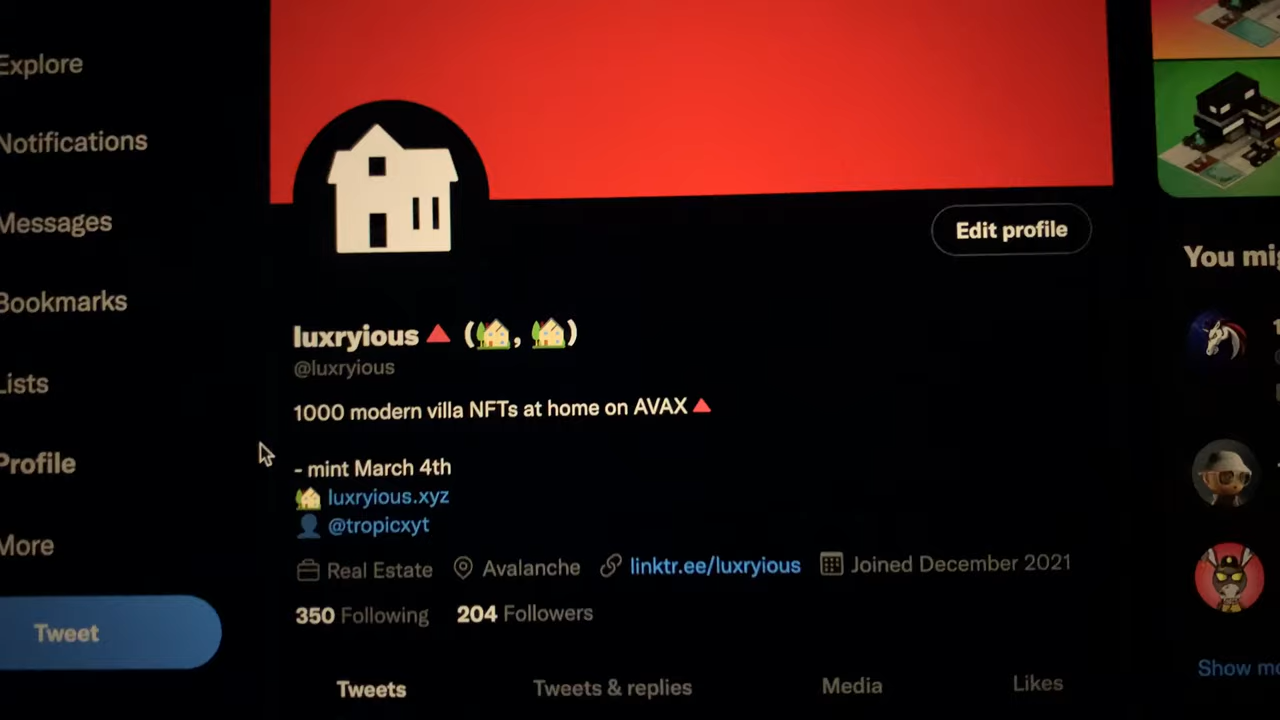 Explore
Notifications
Messages
Bookmarks
Lists
Profile
More
Tweet
Edit profile
luxryious🔺 (🏡, 🏡)
@luxryious
1000 modern villa NFTs at home on AVAX🔺
- mint March 4th
🏡 luxryious.xyz
👤 @tropicxyt
Real Estate Avalanche linktr.ee/luxryious Joined December 2021
350 Following 204 Followers
Tweets Tweets & replies Media Likes
You
Show